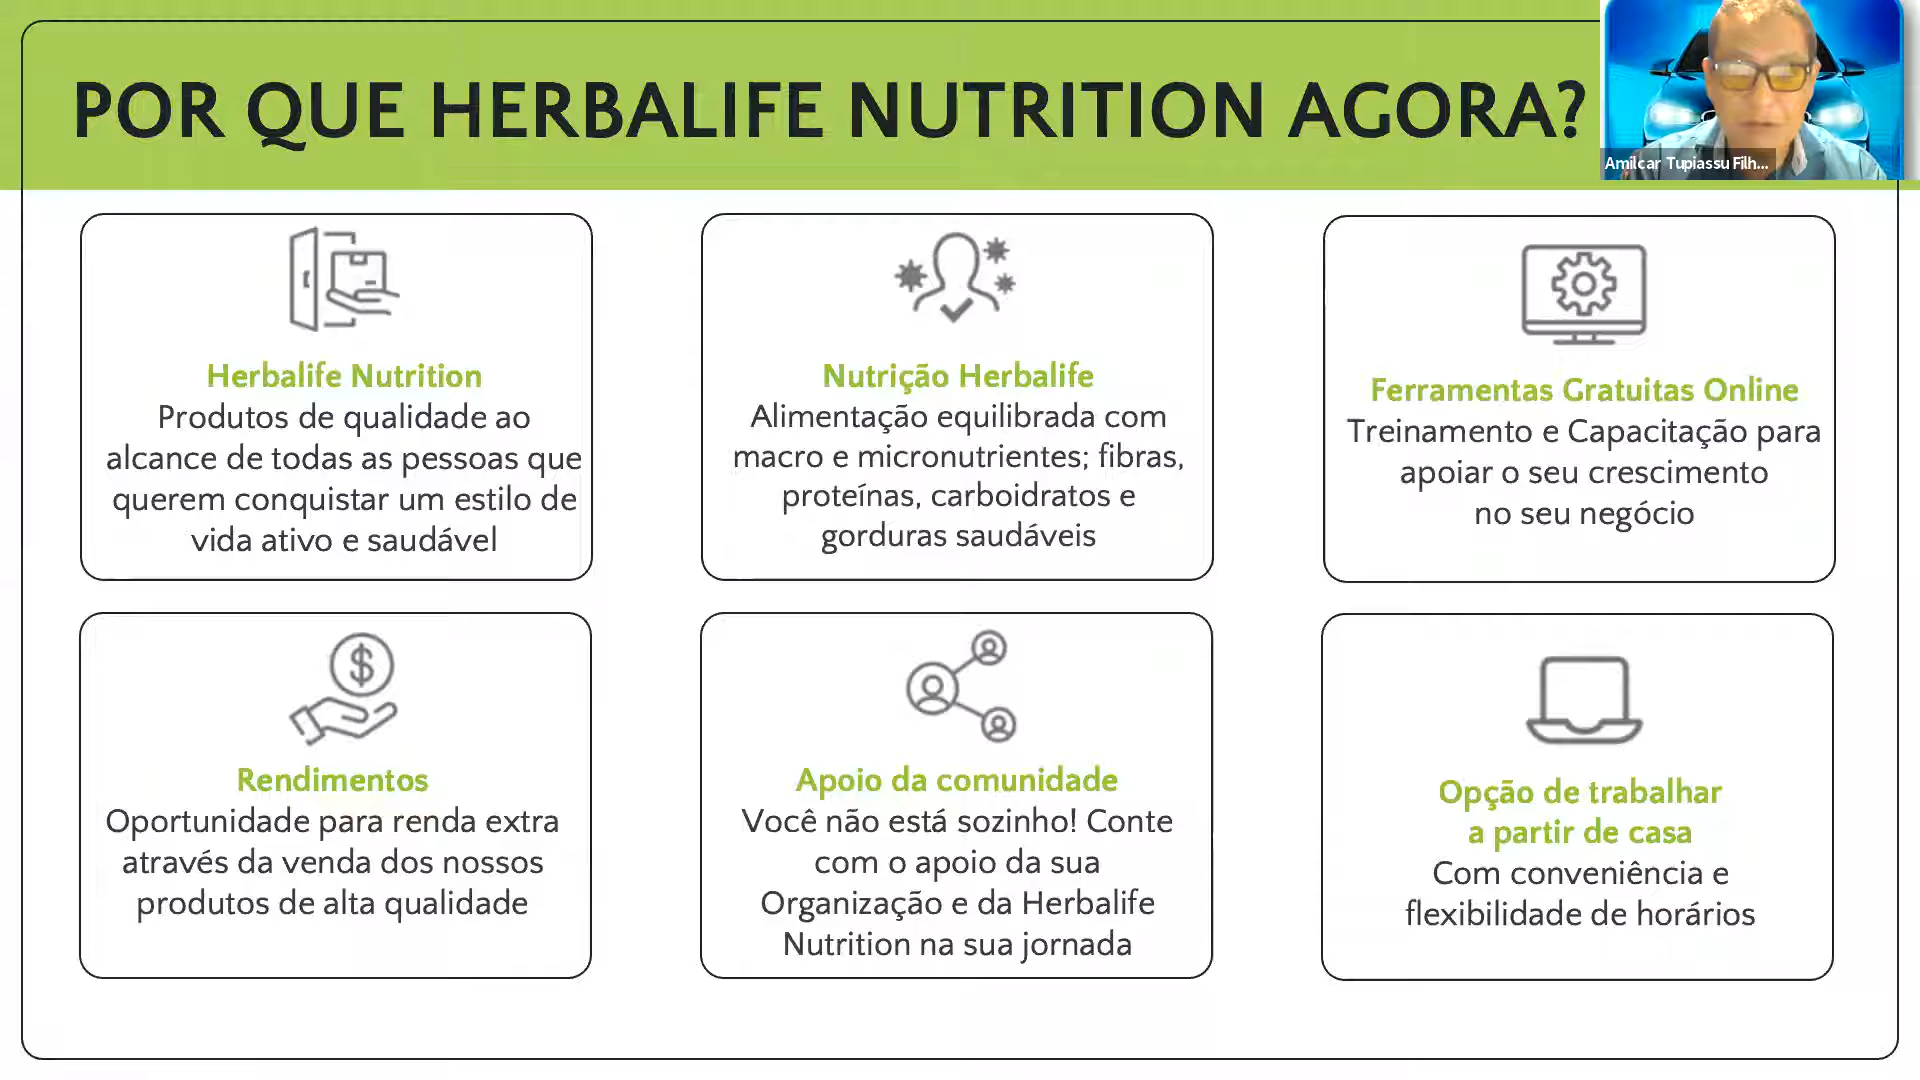 POR QUE HERBALIFE NUTRITION AGORA?
Amilcar Tupiassu Filh...
Herbalife Nutrition
Produtos de qualidade ao
alcance de todas as pessoas que
querem conquistar um estilo de
vida ativo e saudável
Nutrição Herbalife
Alimentação equilibrada com
macro e micronutrientes; fibras,
proteínas, carboidratos e
gorduras saudáveis
Ferramentas Gratuitas Online
Treinamento e Capacitação para
apoiar o seu crescimento
no seu negócio
$
Rendimentos
Oportunidade para renda extra
através da venda dos nossos
produtos de alta qualidade
Apoio da comunidade
Você não está sozinho! Conte
com o apoio da sua
Organização e da Herbalife
Nutrition na sua jornada
Opção de trabalhar
a partir de casa
Com conveniência e
flexibilidade de horários